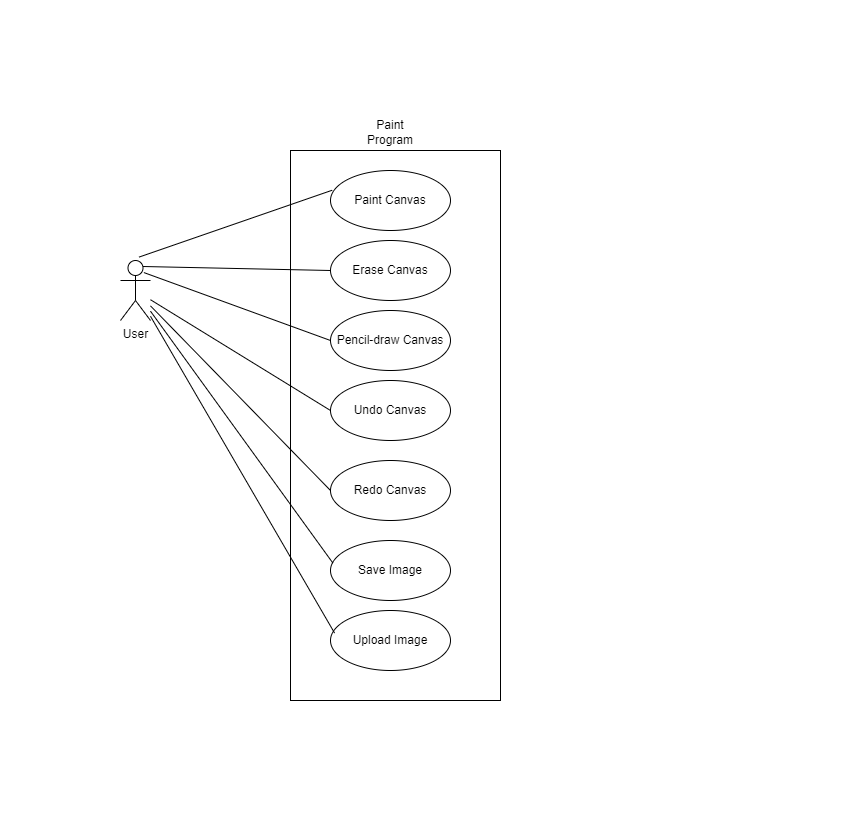 Paint
Program
Paint Canvas
Erase Canvas
Pencil-draw Canvas
User
Undo Canvas
Redo Canvas
Save Image
Upload Image